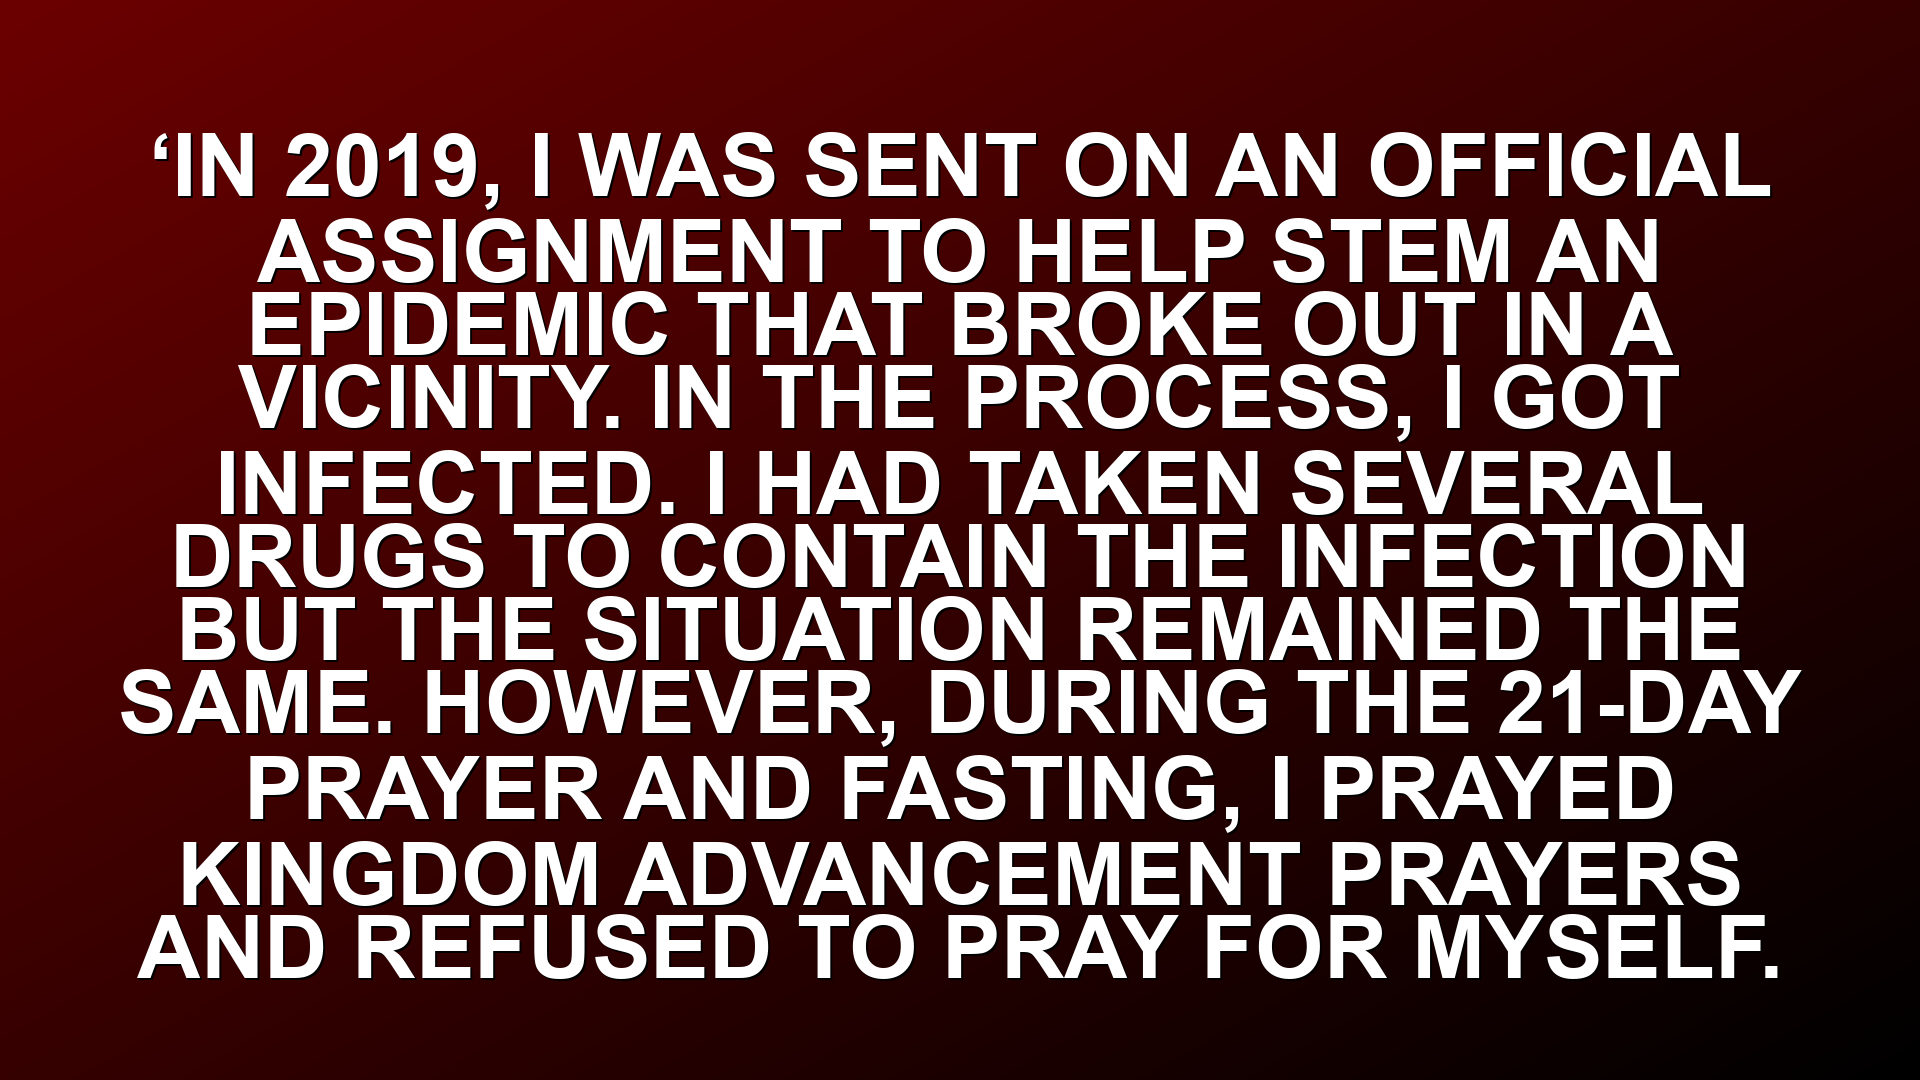 ‘IN 2019, I WAS SENT ON AN OFFICIAL
ASSIGNMENT TO HELP STEM AN
EPIDEMIC THAT BROKE OUT IN A
VICINITY. IN THE PROCESS, I GOT
INFECTED. I HAD TAKEN SEVERAL
DRUGS TO CONTAIN THE INFECTION
BUT THE SITUATION REMAINED THE
SAME. HOWEVER, DURING THE 21-DAY
PRAYER AND FASTING, I PRAYED
KINGDOM ADVANCEMENT PRAYERS
AND REFUSED TO PRAY FOR MYSELF.